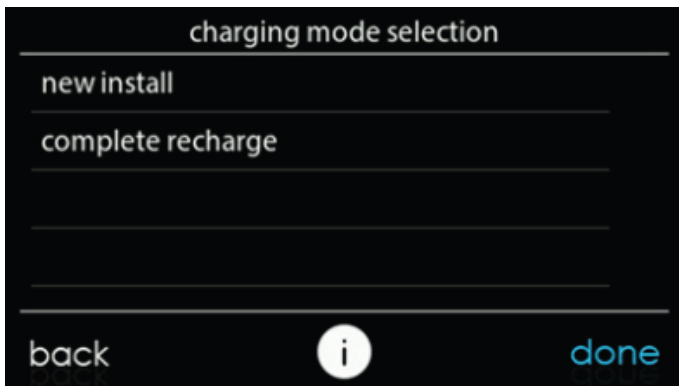 charging mode selection
new install
complete recharge
back
i
done